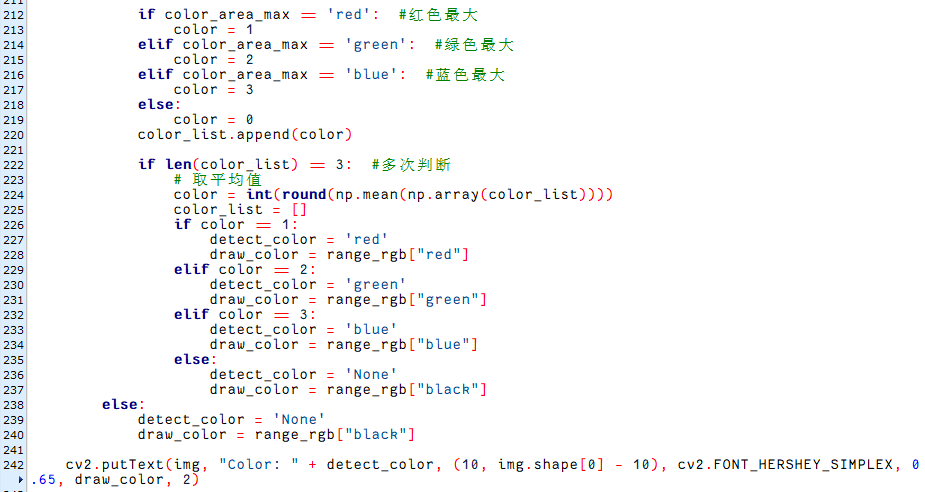 212 if color_area_max == 'red': #红色最大
213 color = 1
214 elif color_area_max == 'green': #绿色最大
215 color = 2
216 elif color_area_max == 'blue': #蓝色最大
217 color = 3
218 else:
219 color = 0
220 color_list.append(color)
221
222 if len(color_list) == 3: #多次判断
223 # 取平均值
224 color = int(round(np.mean(np.array(color_list))))
225 color_list = []
226 if color == 1:
227 detect_color = 'red'
228 draw_color = range_rgb["red"]
229 elif color == 2:
230 detect_color = 'green'
231 draw_color = range_rgb["green"]
232 elif color == 3:
233 detect_color = 'blue'
234 draw_color = range_rgb["blue"]
235 else:
236 detect_color = 'None'
237 draw_color = range_rgb["black"]
238 else:
239 detect_color = 'None'
240 draw_color = range_rgb["black"]
241
242 cv2.putText(img, "Color: " + detect_color, (10, img.shape[0] - 10), cv2.FONT_HERSHEY_SIMPLEX, 0
.65, draw_color, 2)